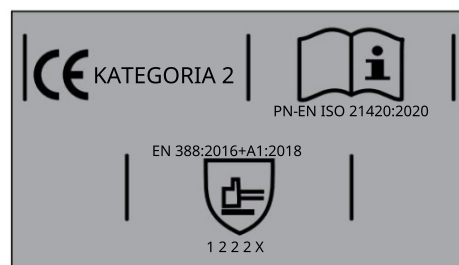 CE KATEGORIA 2
PN-EN ISO 21420:2020
EN 388:2016+A1:2018
1 2 2 2 X